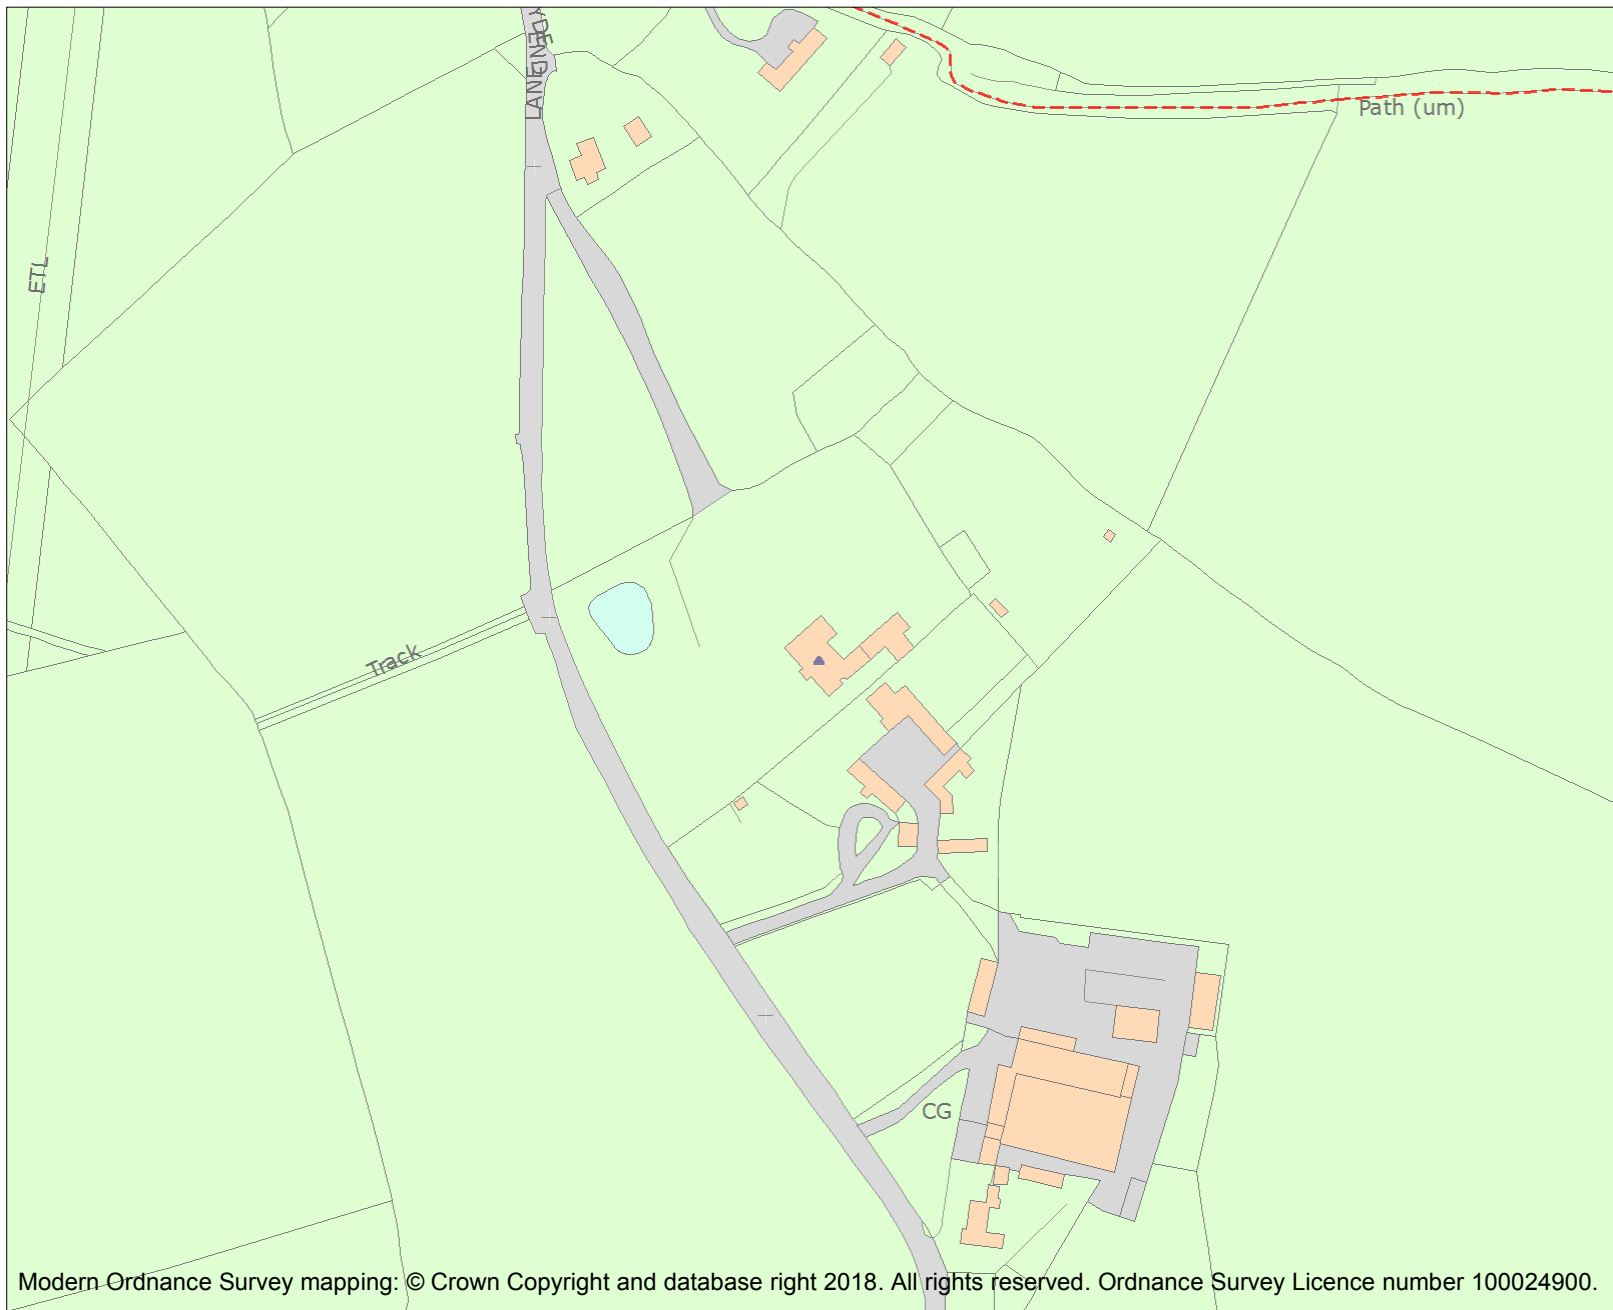 LANE
Path (um)
ETL
Track
CG
Modern Ordnance Survey mapping: © Crown Copyright and database right 2018. All rights reserved. Ordnance Survey Licence number 100024900.